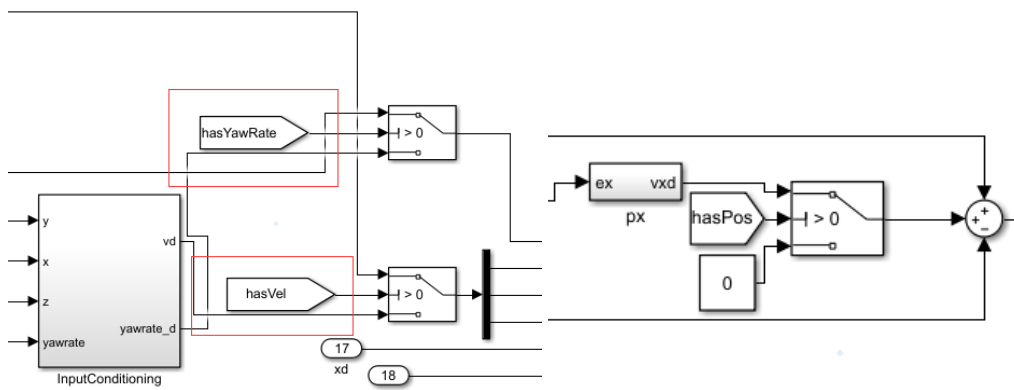 hasYawRate
> 0
y
x
z
yawrate
vd
yawrate_d
InputConditioning
hasVel
> 0
17
xd
18
ex
vxd
px
hasPos
> 0
0
+
+
−